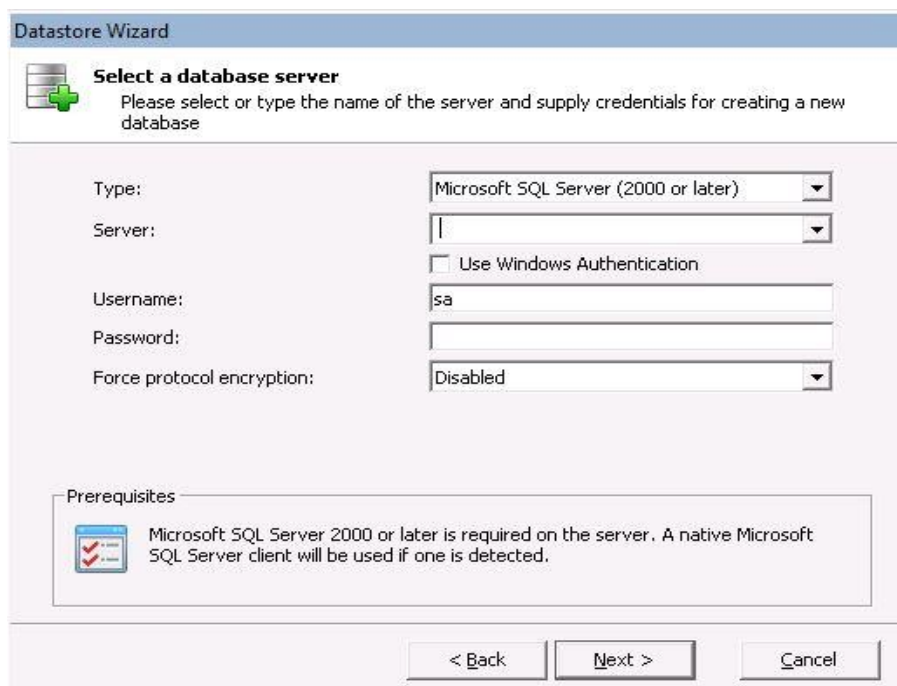 Datastore Wizard
Select a database server
Please select or type the name of the server and supply credentials for creating a new
database
Type:
Microsoft SQL Server (2000 or later)
Server:
Use Windows Authentication
Username:
sa
Password:
Force protocol encryption:
Disabled
Prerequisites
Microsoft SQL Server 2000 or later is required on the server. A native Microsoft
SQL Server client will be used if one is detected.
< Back
Next >
Cancel